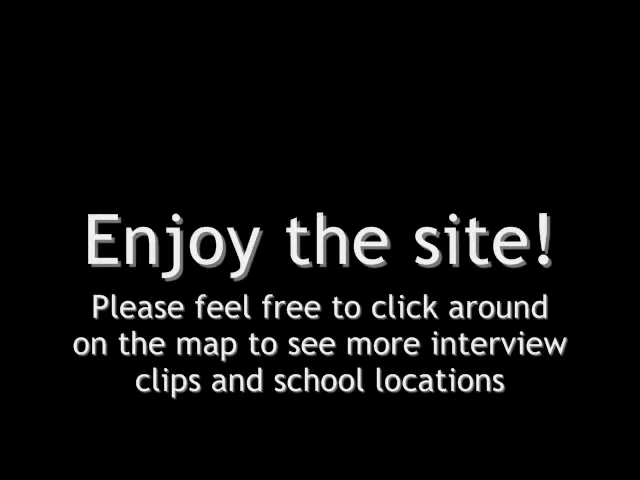 Enjoy the site!
Please feel free to click around
on the map to see more interview
clips and school locations